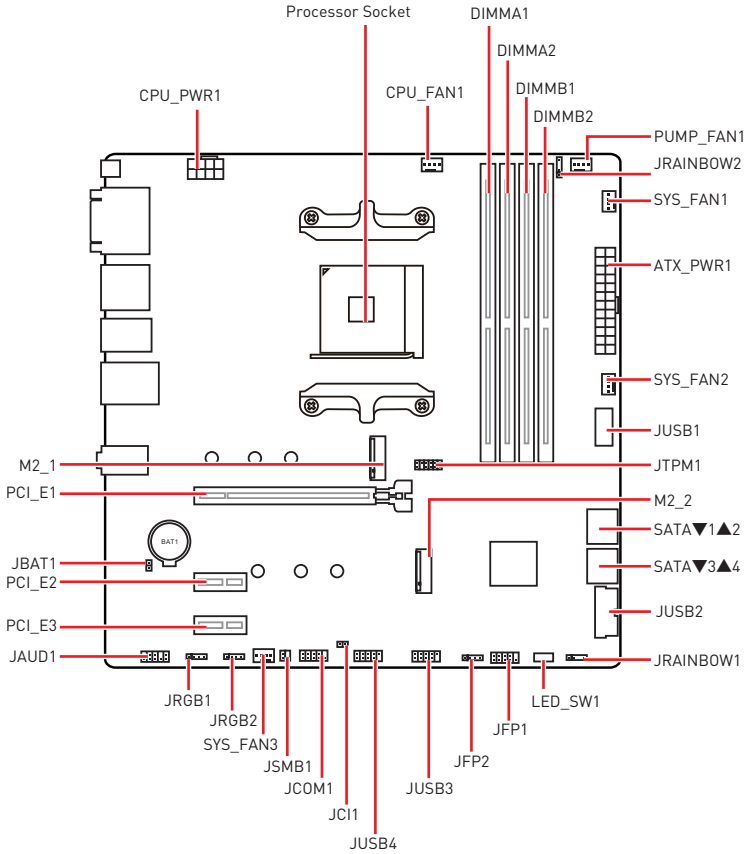 Processor Socket
DIMMA1
DIMMA2
CPU_PWR1
CPU_FAN1
DIMMB1
DIMMB2
PUMP_FAN1
JRAINBOW2
SYS_FAN1
ATX_PWR1
SYS_FAN2
JUSB1
M2_1
JTPM1
PCI_E1
M2_2
BAT1
SATA▼1▲2
JBAT1
SATA▼3▲4
PCI_E2
JUSB2
PCI_E3
JAUD1
JRAINBOW1
JRGB1
LED_SW1
JRGB2
JFP1
SYS_FAN3
JFP2
JSMB1
JCOM1
JUSB3
JCI1
JUSB4